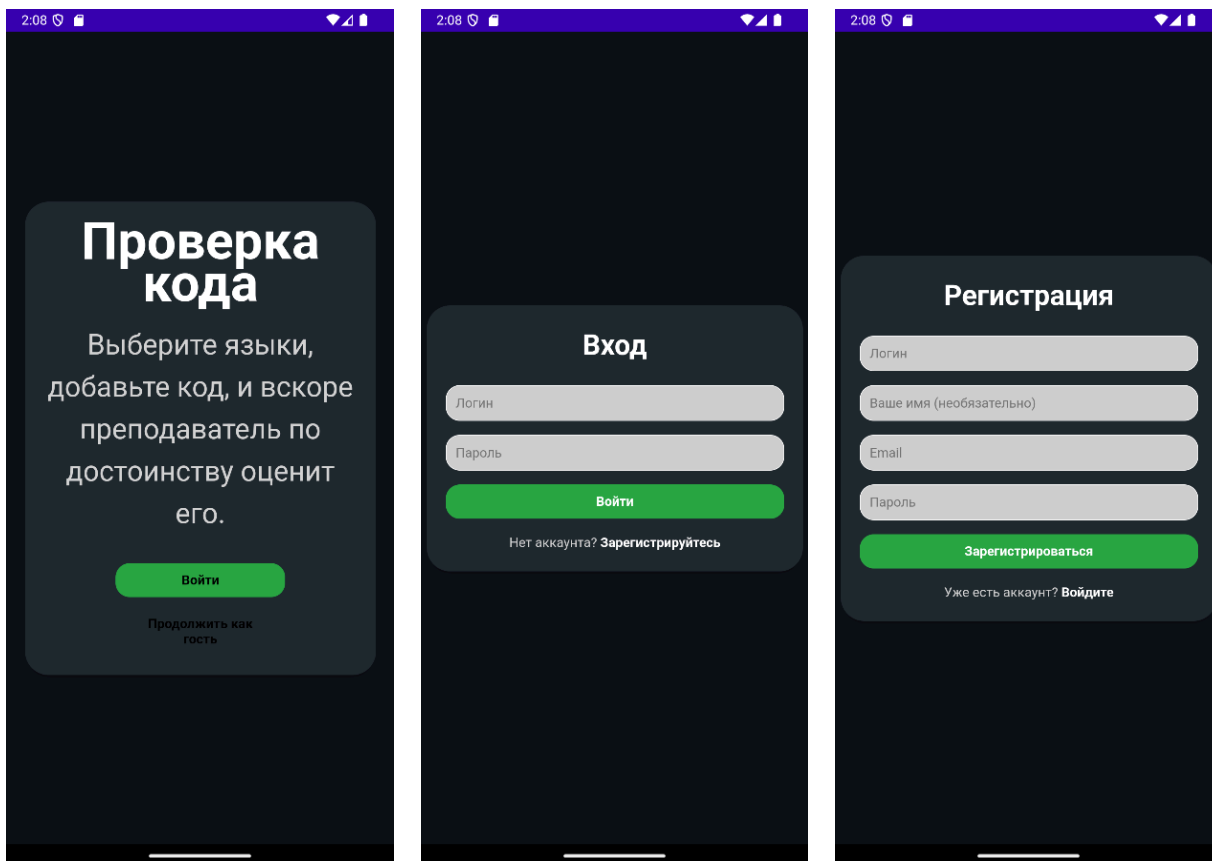 2:08
Проверка
кода
Выберите языки,
добавьте код, и вскоре
преподаватель по
достоинству оценит
его.
Войти
Продолжить как
гость
2:08
Вход
Логин
Пароль
Войти
Нет аккаунта? Зарегистрируйтесь
2:08
Регистрация
Логин
Ваше имя (необязательно)
Email
Пароль
Зарегистрироваться
Уже есть аккаунт? Войдите